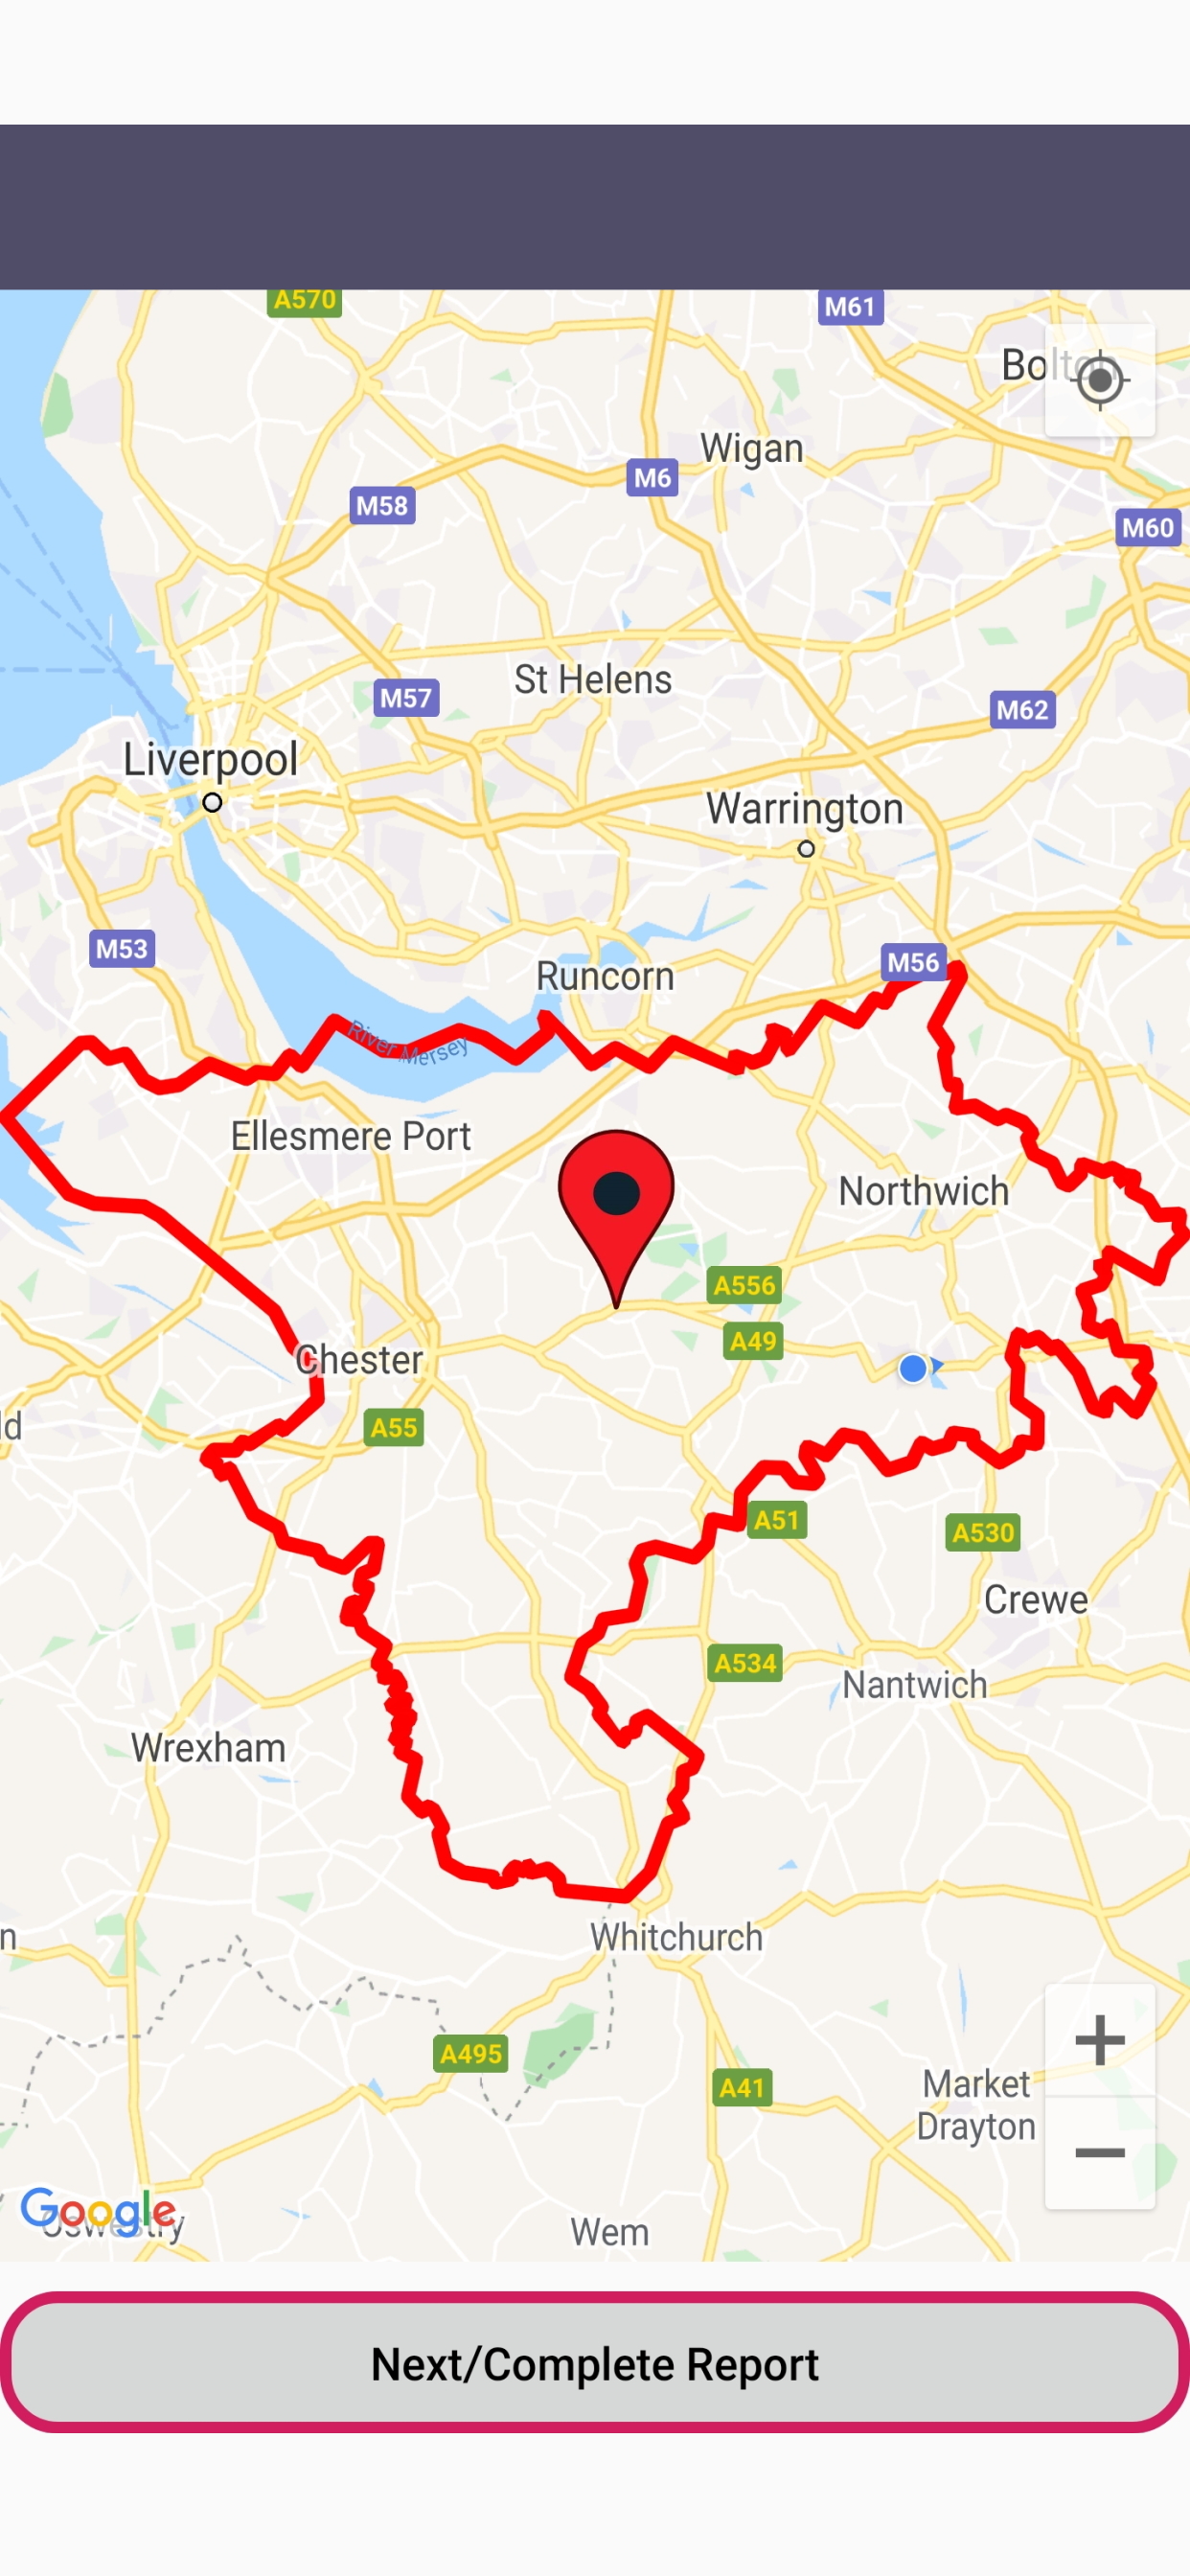 A570
M61
Bolton
Wigan
M6
M58
M60
St Helens
M57
M62
Liverpool
Warrington
M53
M56
Runcorn
River Mersey
Ellesmere Port
Northwich
A556
A49
Chester
ld
A55
A51
A530
Crewe
A534
Nantwich
Wrexham
n
Whitchurch
A495
A41
Market
Drayton
Google
Oswestry
Wem
Next/Complete Report